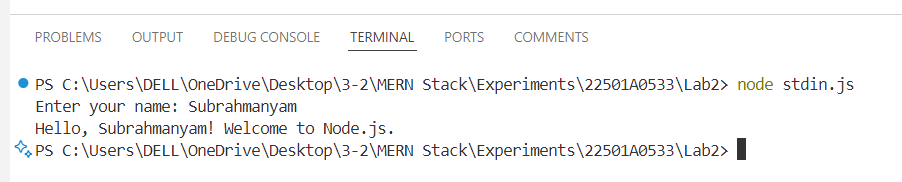 PROBLEMS OUTPUT DEBUG CONSOLE TERMINAL PORTS COMMENTS
PS C:\Users\DELL\OneDrive\Desktop\3-2\MERN Stack\Experiments\22501A0533\Lab2> node stdin.js
Enter your name: Subrahmanyam
Hello, Subrahmanyam! Welcome to Node.js.
PS C:\Users\DELL\OneDrive\Desktop\3-2\MERN Stack\Experiments\22501A0533\Lab2>